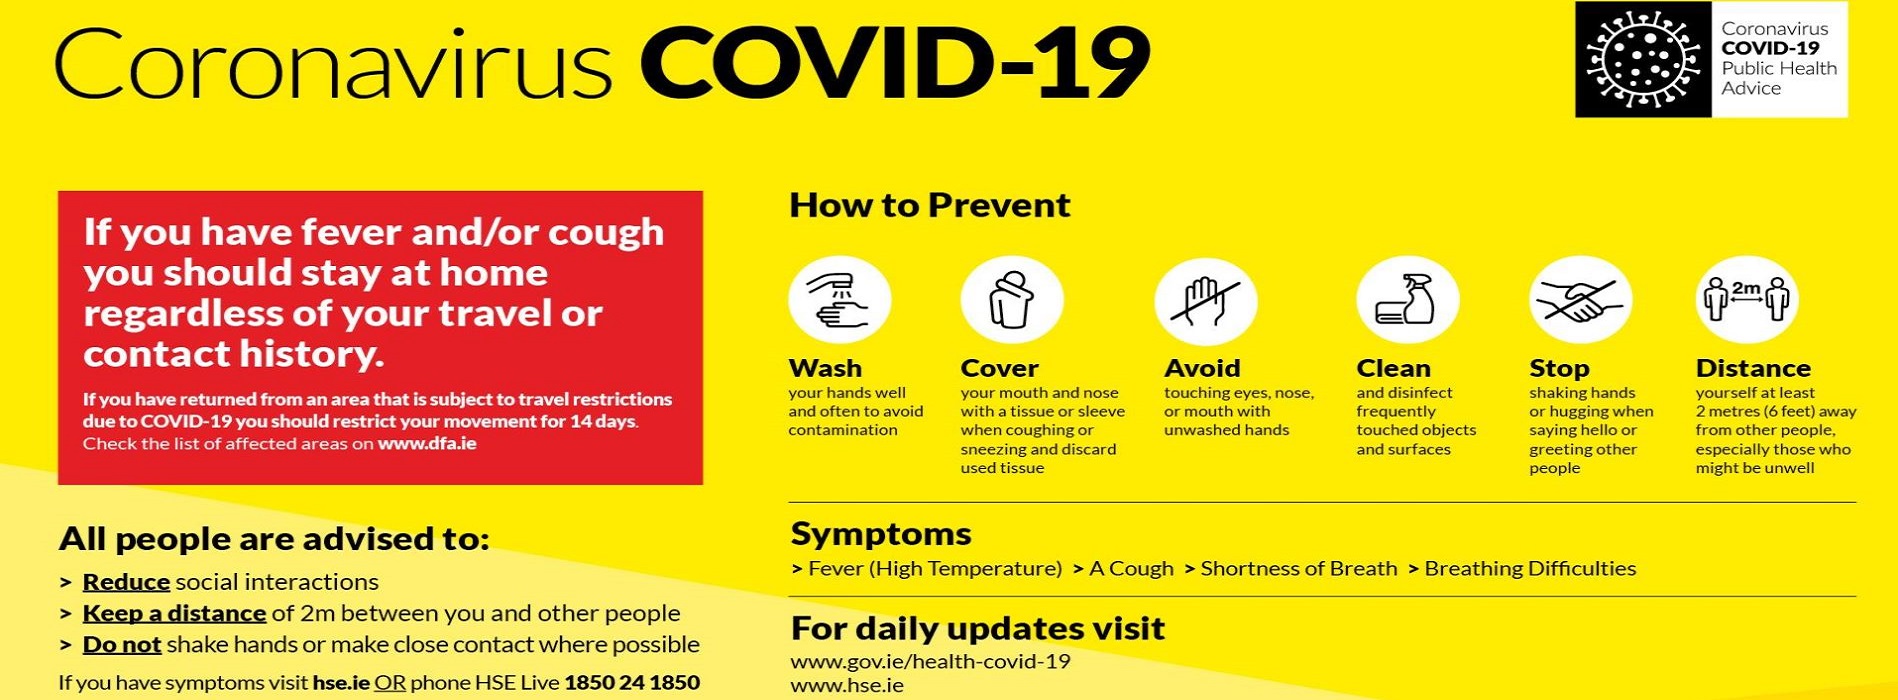 Coronavirus COVID-19
Coronavirus
COVID-19
Public Health
Advice
If you have fever and/or cough
you should stay at home
regardless of your travel or
contact history.
If you have returned from an area that is subject to travel restrictions
due to COVID-19 you should restrict your movement for 14 days.
Check the list of affected areas on www.dfa.ie
All people are advised to:
> Reduce social interactions
> Keep a distance of 2m between you and other people
> Do not shake hands or make close contact where possible
If you have symptoms visit hse.ie OR phone HSE Live 1850 24 1850
How to Prevent
Wash
your hands well
and often to avoid
contamination
Cover
your mouth and nose
with a tissue or sleeve
when coughing or
sneezing and discard
used tissue
Avoid
touching eyes, nose,
or mouth with
unwashed hands
Clean
and disinfect
frequently
touched objects
and surfaces
Stop
shaking hands
or hugging when
saying hello or
greeting other
people
2m
Distance
yourself at least
2 metres (6 feet) away
from other people,
especially those who
might be unwell
Symptoms
> Fever (High Temperature) > A Cough > Shortness of Breath > Breathing Difficulties
For daily updates visit
www.gov.ie/health-covid-19
www.hse.ie